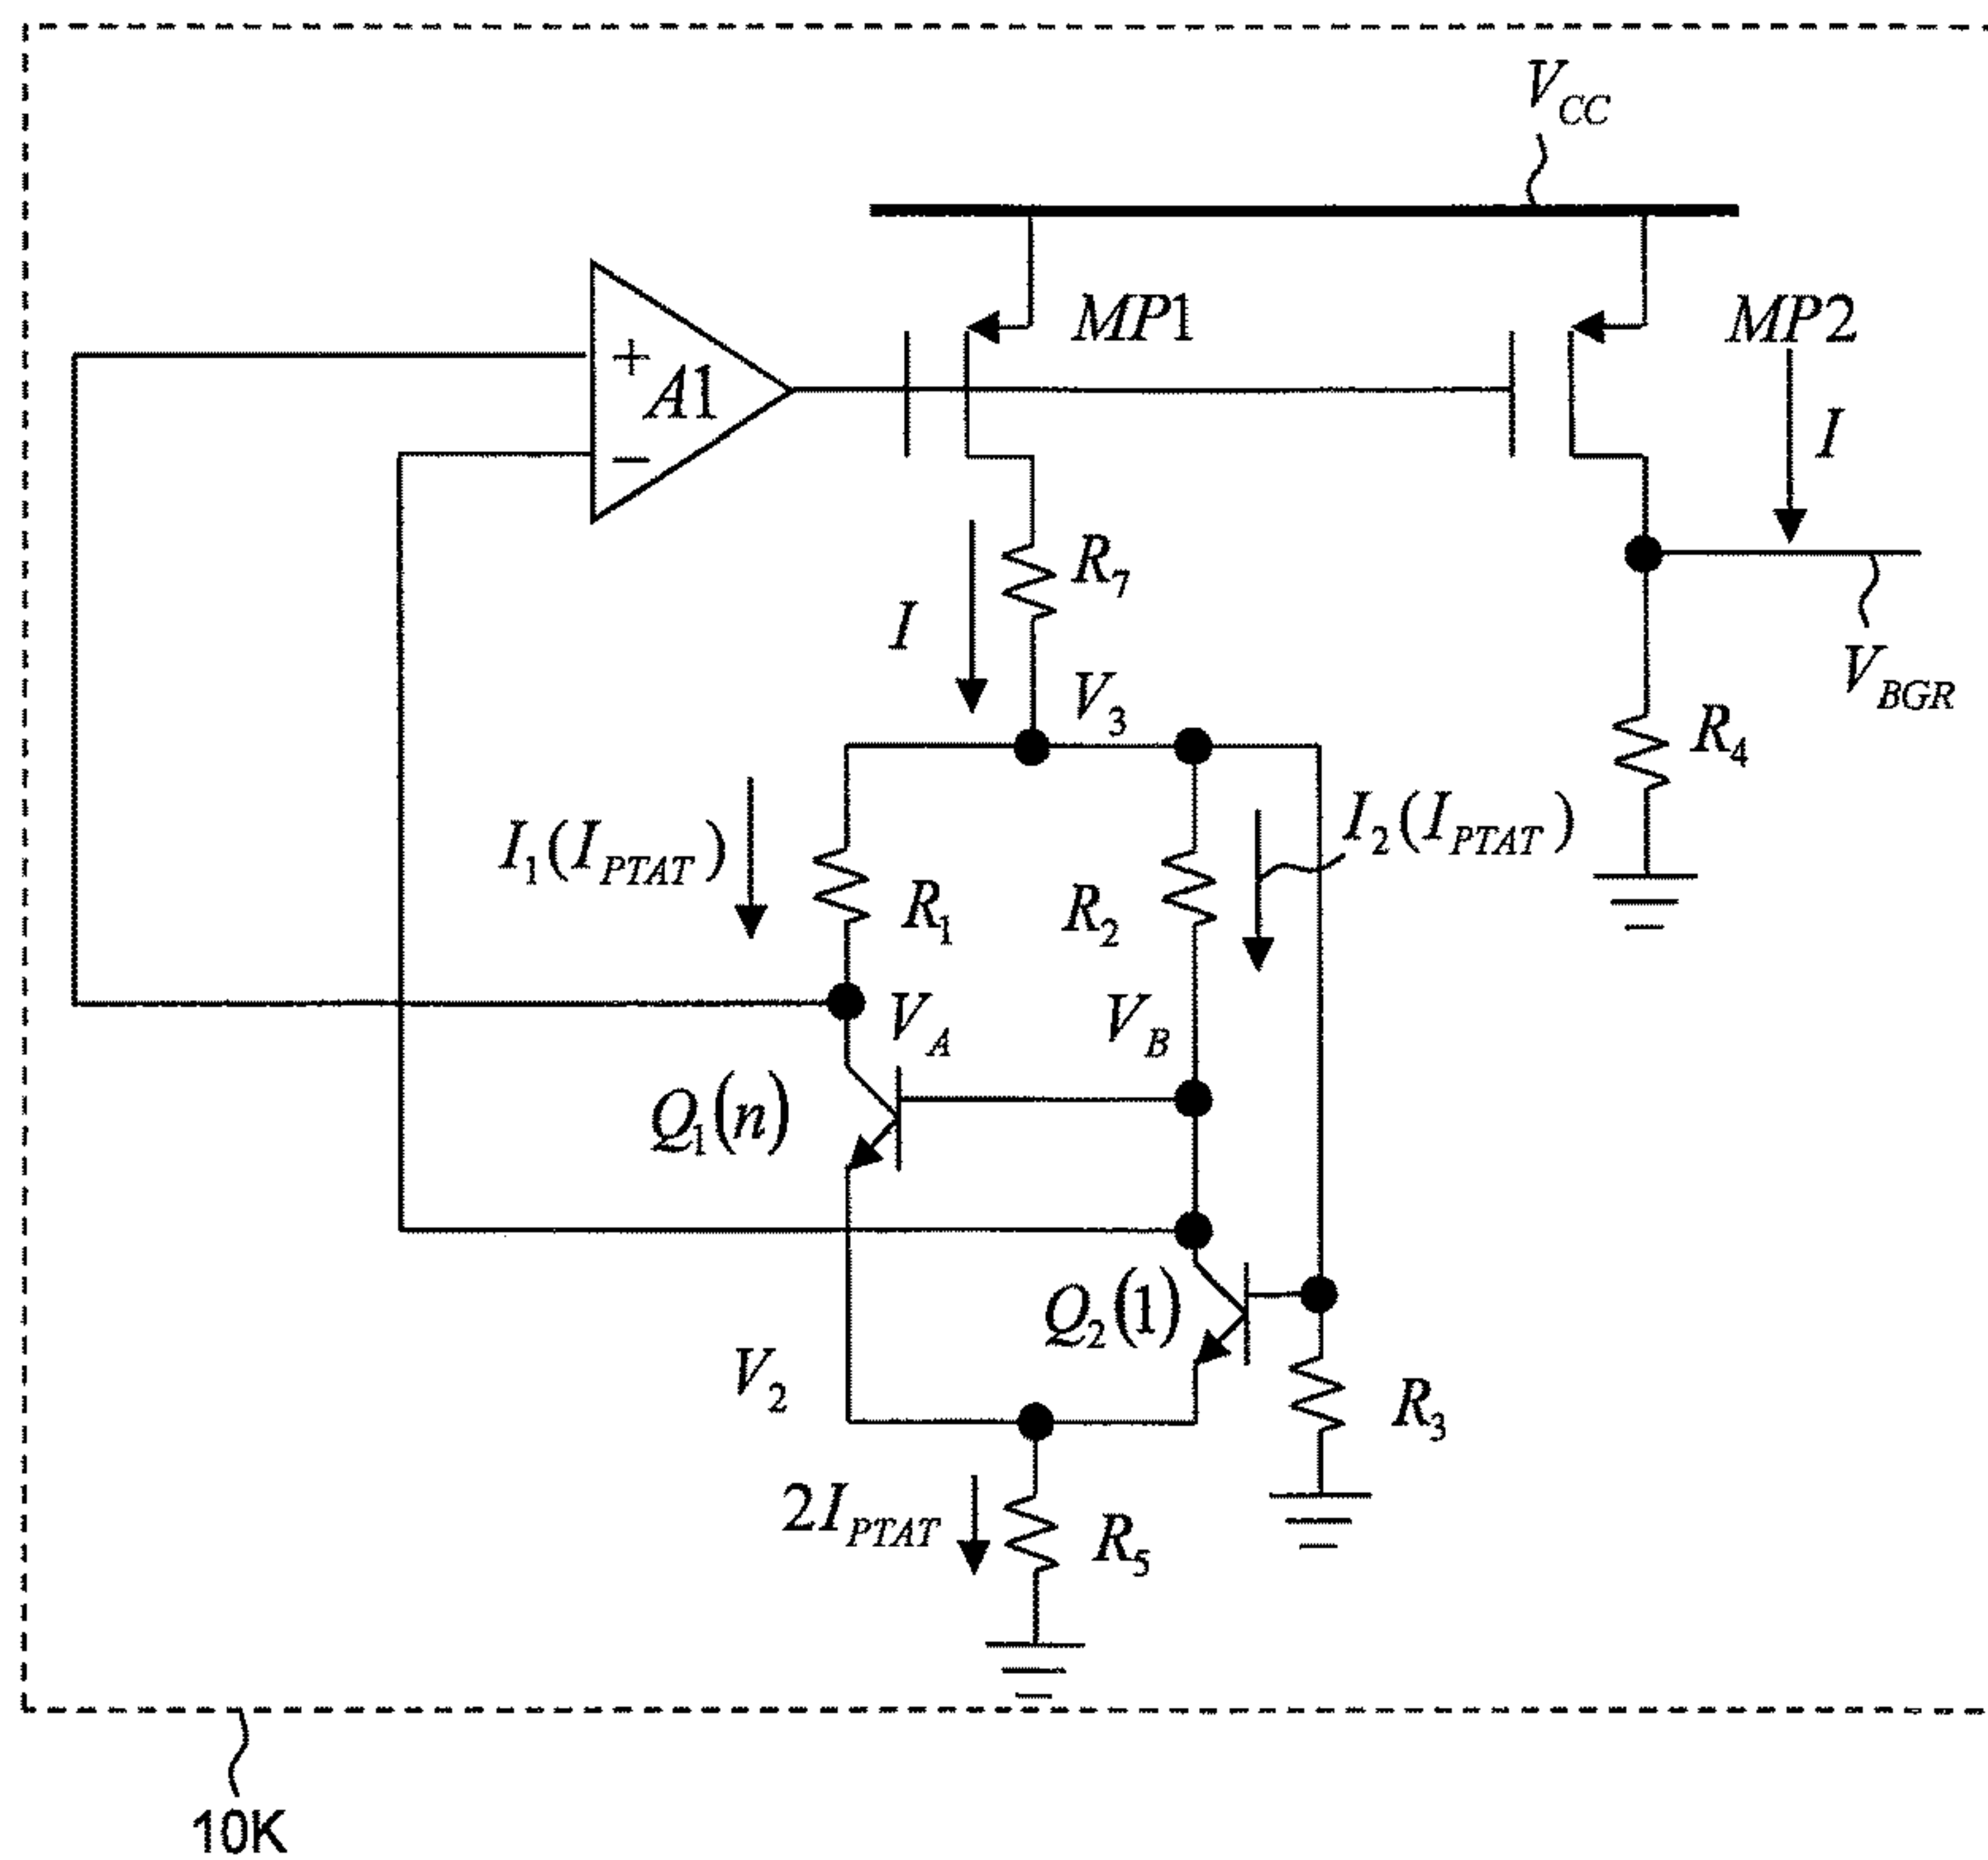 V_CC
+
A1
−
MP1
MP2
I
R_7
I
V_3
V_BGR
R_4
I_1(I_PTAT)
I_2(I_PTAT)
R_1
R_2
V_A
V_B
Q_1(n)
Q_2(1)
V_2
R_3
2I_PTAT
R_5
10K